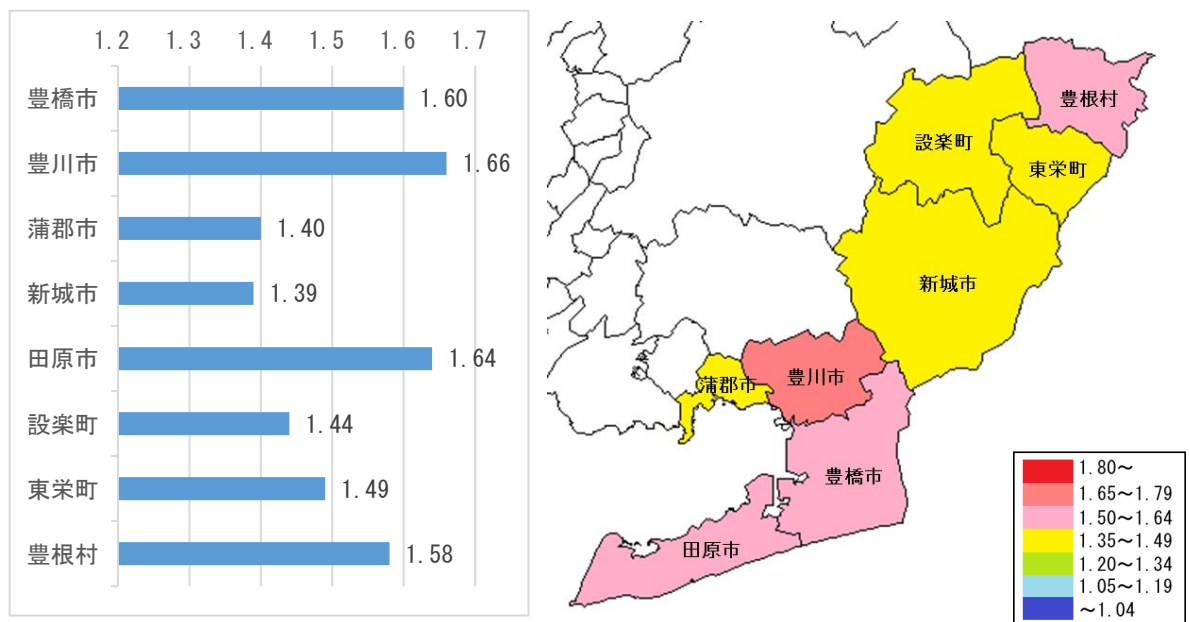 1.2 1.3 1.4 1.5 1.6 1.7
豊橋市 1.60
豊川市 1.66
蒲郡市 1.40
新城市 1.39
田原市 1.64
設楽町 1.44
東栄町 1.49
豊根村 1.58
豊根村
設楽町
東栄町
新城市
豊川市
蒲郡市
豊橋市
田原市
1.80～
1.65～1.79
1.50～1.64
1.35～1.49
1.20～1.34
1.05～1.19
～1.04